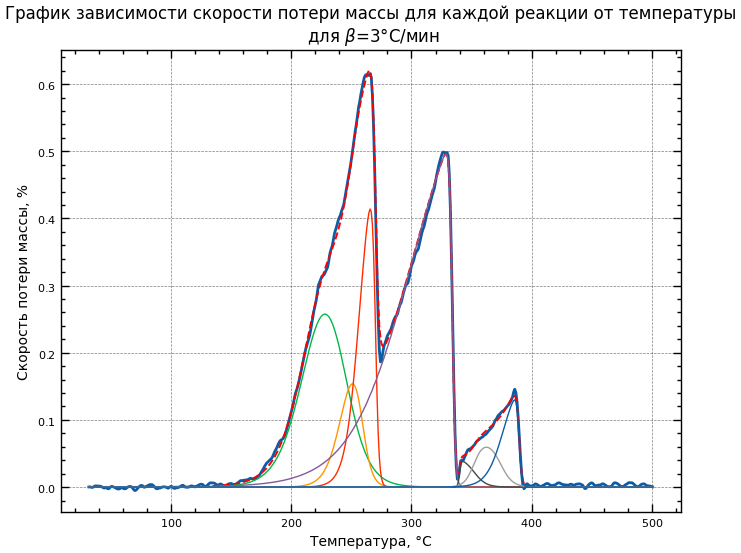 График зависимости скорости потери массы для каждой реакции от температуры
для β=3°C/мин
Скорость потери массы, %
0.6
0.5
0.4
0.3
0.2
0.1
0.0
100 200 300 400 500
Температура, °C